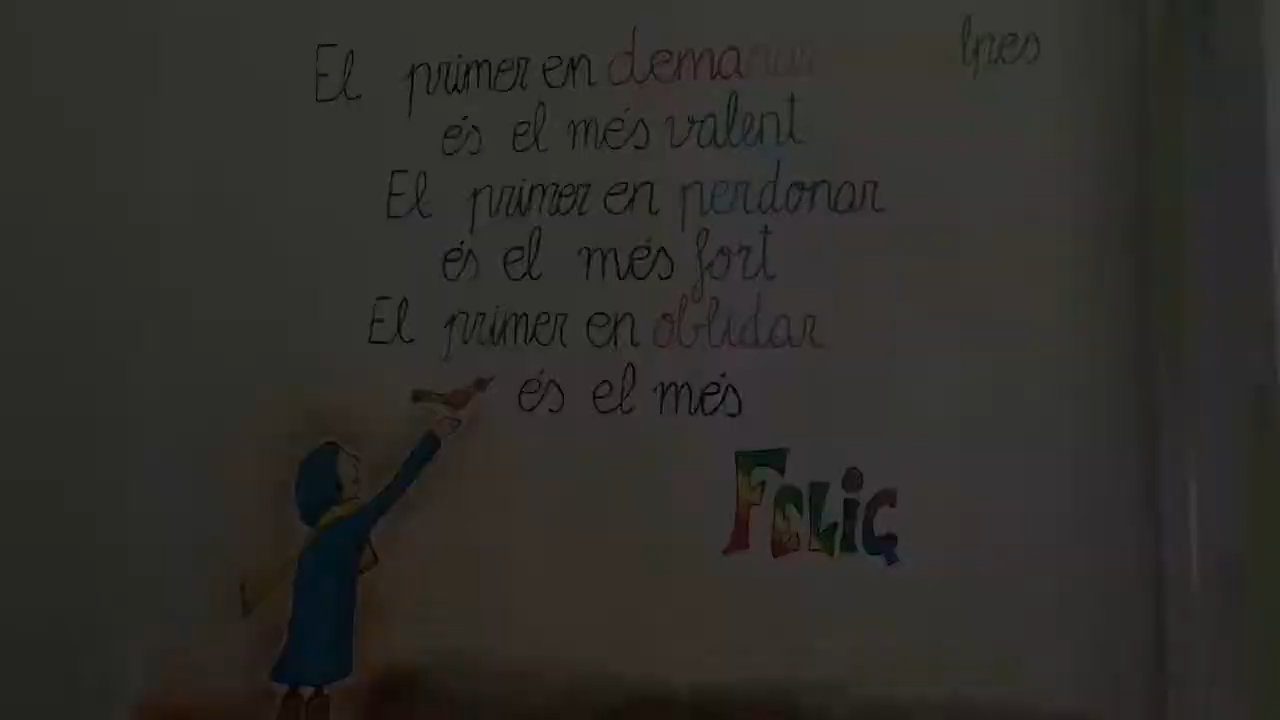 El primer en demanar
és el més valent
El primer en perdonar
és el més fort
El primer en oblidar
és el més
FELIÇ